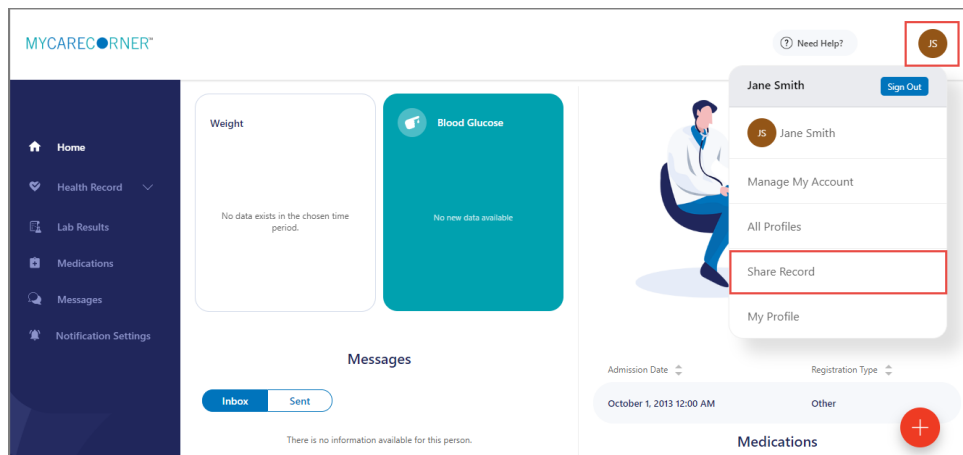 MYCARECORNER™
? Need Help?
JS
Jane Smith
Sign Out
JS Jane Smith
Manage My Account
All Profiles
Share Record
My Profile
Home
Health Record
Lab Results
Medications
Messages
Notification Settings
Weight
No data exists in the chosen time
period.
Blood Glucose
No new data available
Messages
Inbox Sent
There is no information available for this person.
Admission Date Registration Type
October 1, 2013 12:00 AM Other
Medications